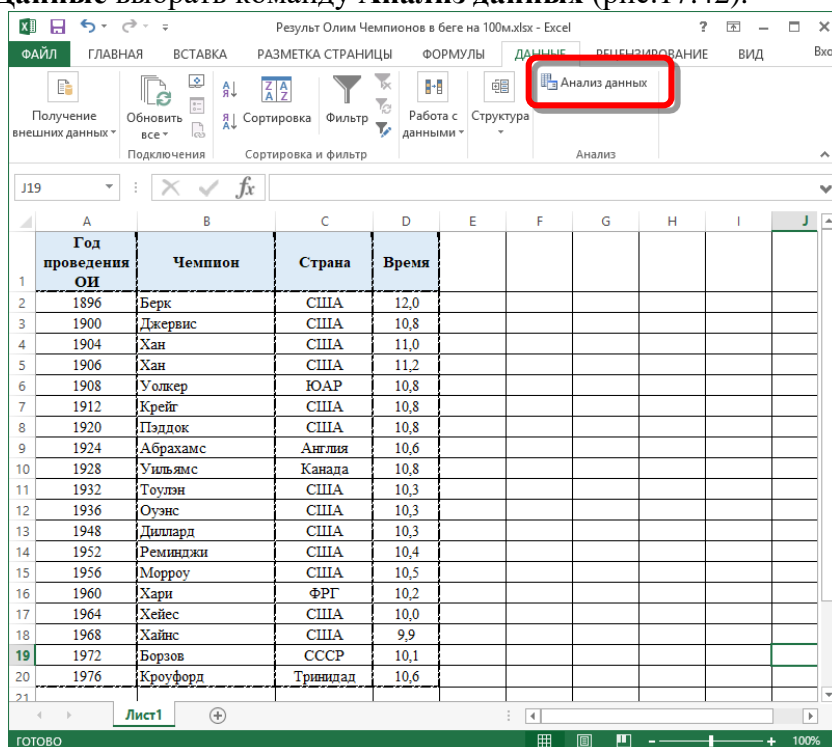 Данные выбрать команду Анализ данных (рис.17.42).
Результ Олим Чемпионов в беге на 100м.xlsx - Excel
ФАЙЛ ГЛАВНАЯ ВСТАВКА РАЗМЕТКА СТРАНИЦЫ ФОРМУЛЫ ДАННЫЕ РЕЦЕНЗИРОВАНИЕ ВИД Вхо
Получение внешних данных
Обновить все
Сортировка
Фильтр
Работа с данными
Структура
Анализ данных
Подключения Сортировка и фильтр Анализ
J19 fx
A B C D E F G H I J
1 Год проведения ОИ Чемпион Страна Время
2 1896 Берк США 12,0
3 1900 Джервис США 10,8
4 1904 Хан США 11,0
5 1906 Хан США 11,2
6 1908 Уолкер ЮАР 10,8
7 1912 Крейг США 10,8
8 1920 Пэддок США 10,8
9 1924 Абрахамс Англия 10,6
10 1928 Уильямс Канада 10,8
11 1932 Тоулэн США 10,3
12 1936 Оуэнс США 10,3
13 1948 Диллард США 10,3
14 1952 Реминджи США 10,4
15 1956 Морроу США 10,5
16 1960 Хари ФРГ 10,2
17 1964 Хейес США 10,0
18 1968 Хайнс США 9,9
19 1972 Борзов СССР 10,1
20 1976 Кроуфорд Тринидад 10,6
21
Лист1
ГОТОВО 100%